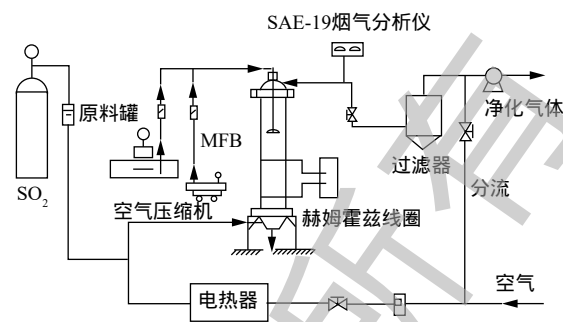 SAE-19烟气分析仪
原料罐
MFB
净化气体
过滤器
SO₂
分流
空气压缩机
赫姆霍兹线圈
空气
电热器
所有